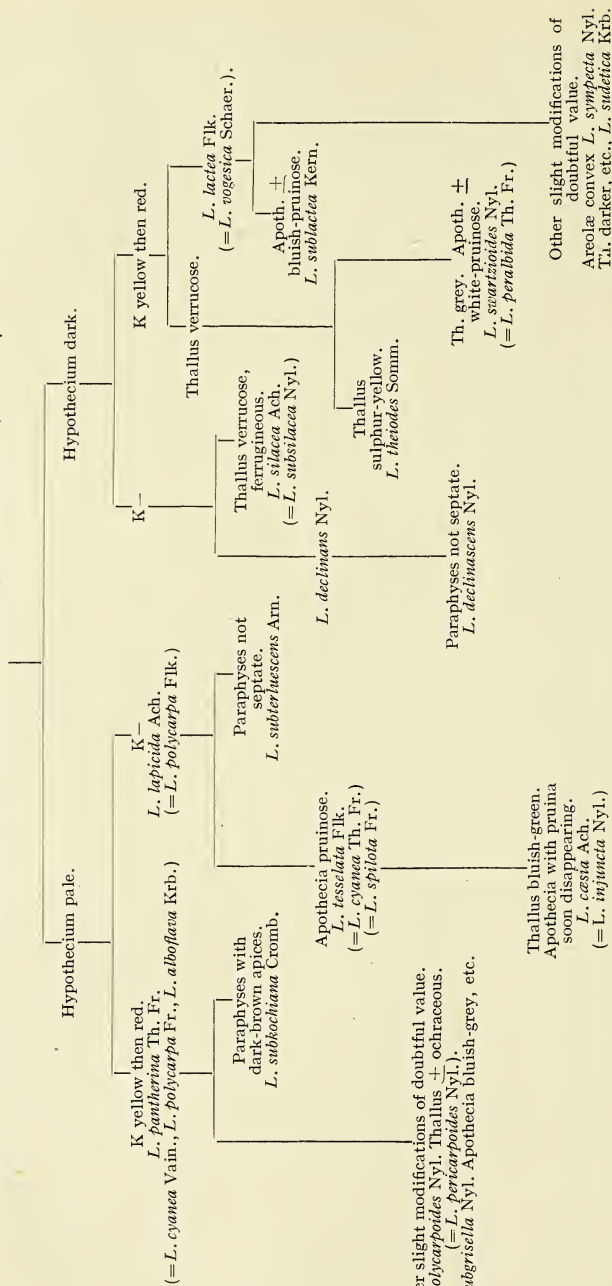 Hypothecium pale.
K yellow then red.
L. pantherina Th. Fr.
(=L. cyanea Vain., L. polycarpa Fr., L. alboflava Krb.)
Paraphyses with
dark-brown apices.
L. subkochiana Cromb.
er slight modifications of doubtful value.
olycarpoides Nyl. Thallus ± ochraceous.
(=L. pericarpoides Nyl.).
ubgrisella Nyl. Apothecia bluish-grey, etc.
K—
L. lapicida Ach.
(=L. polycarpa Flk.)
Apothecia pruinose.
L. tesselata Flk.
(=L. cyanea Th. Fr.)
(=L. spilota Fr.)
Thallus bluish-green.
Apothecia with pruina
soon disappearing.
L. cæsia Ach.
(=L. injuncta Nyl.)
Paraphyses not
septate.
L. subterluescens Arn.
Hypothecium dark.
K—
L. declinans Nyl.
Paraphyses not septate.
L. declinascens Nyl.
Thallus verrucose,
ferrugineous.
L. silacea Ach.
(=L. subsilacea Nyl.)
K yellow then red.
Thallus verrucose.
Thallus
sulphur-yellow.
L. theiodes Somm.
Th. grey. Apoth. ±
white-pruinose.
L. swartzioides Nyl.
(=L. peralbida Th. Fr.)
L. lactea Flk.
(=L. vogesica Schaer.).
Apoth. ±
bluish-pruinose.
L. sublactea Kern.
Other slight modifications of
doubtful value.
Areolæ convex L. sympecta Nyl.
Th. darker, etc., L. sudetica Krb.